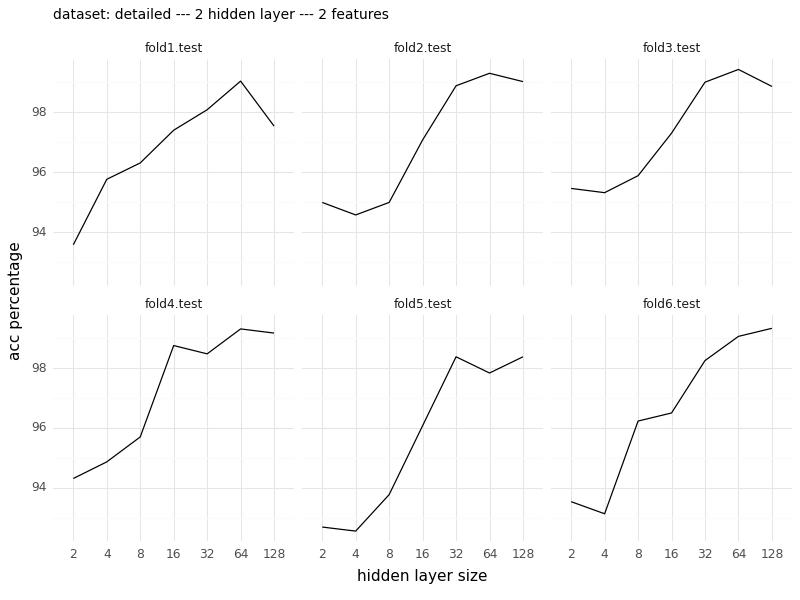 dataset: detailed --- 2 hidden layer --- 2 features
fold1.test
fold2.test
fold3.test
98
96
94
acc percentage
fold4.test
fold5.test
fold6.test
98
96
94
2 4 8 16 32 64 128
2 4 8 16 32 64 128
2 4 8 16 32 64 128
hidden layer size